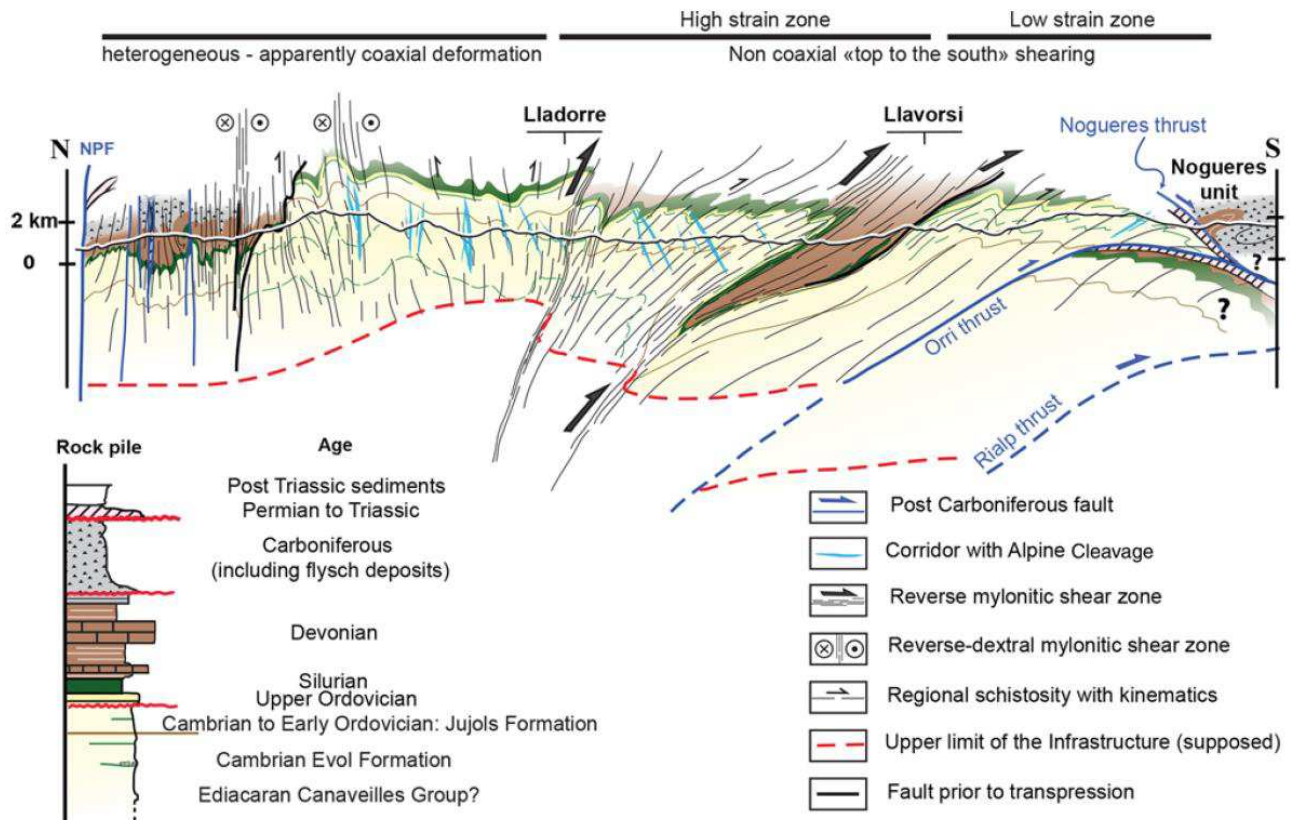 High strain zone
Low strain zone
heterogeneous - apparently coaxial deformation
Non coaxial «top to the south» shearing
Lladorre
Llavorsi
Nogueres thrust
N
NPF
S
Nogueres
unit
2 km
0
?
?
Orri thrust
Rialp thrust
Rock pile
Age
Post Triassic sediments
Permian to Triassic
Carboniferous
(including flysch deposits)
Devonian
Silurian
Upper Ordovician
Cambrian to Early Ordovician: Jujols Formation
Cambrian Evol Formation
Ediacaran Canaveilles Group?
Post Carboniferous fault
Corridor with Alpine Cleavage
Reverse mylonitic shear zone
Reverse-dextral mylonitic shear zone
Regional schistosity with kinematics
Upper limit of the Infrastructure (supposed)
Fault prior to transpression